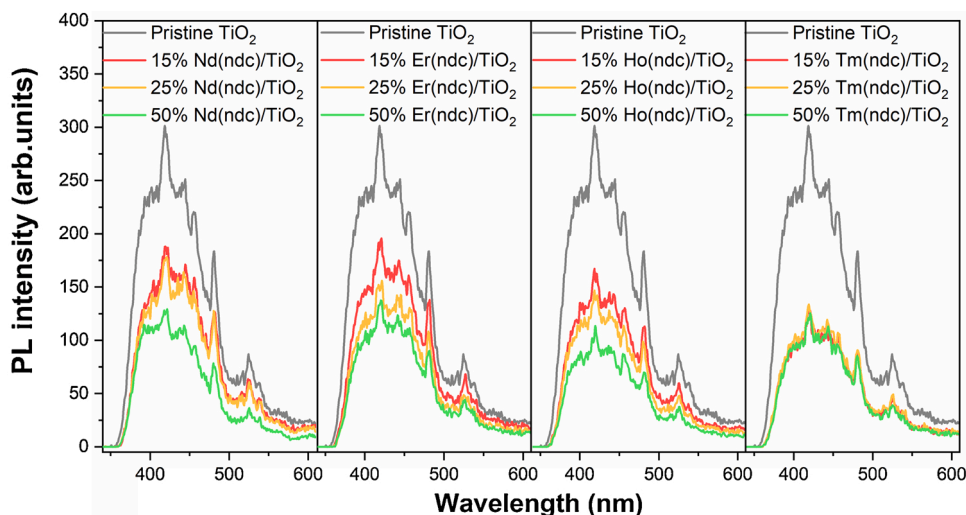 PL intensity (arb.units)
400
350
300
250
200
150
100
50
0
Pristine TiO₂
15% Nd(ndc)/TiO₂
25% Nd(ndc)/TiO₂
50% Nd(ndc)/TiO₂
Pristine TiO₂
15% Er(ndc)/TiO₂
25% Er(ndc)/TiO₂
50% Er(ndc)/TiO₂
Pristine TiO₂
15% Ho(ndc)/TiO₂
25% Ho(ndc)/TiO₂
50% Ho(ndc)/TiO₂
Pristine TiO₂
15% Tm(ndc)/TiO₂
25% Tm(ndc)/TiO₂
50% Tm(ndc)/TiO₂
400 500 600 400 500 600 400 500 600 400 500 600
Wavelength (nm)